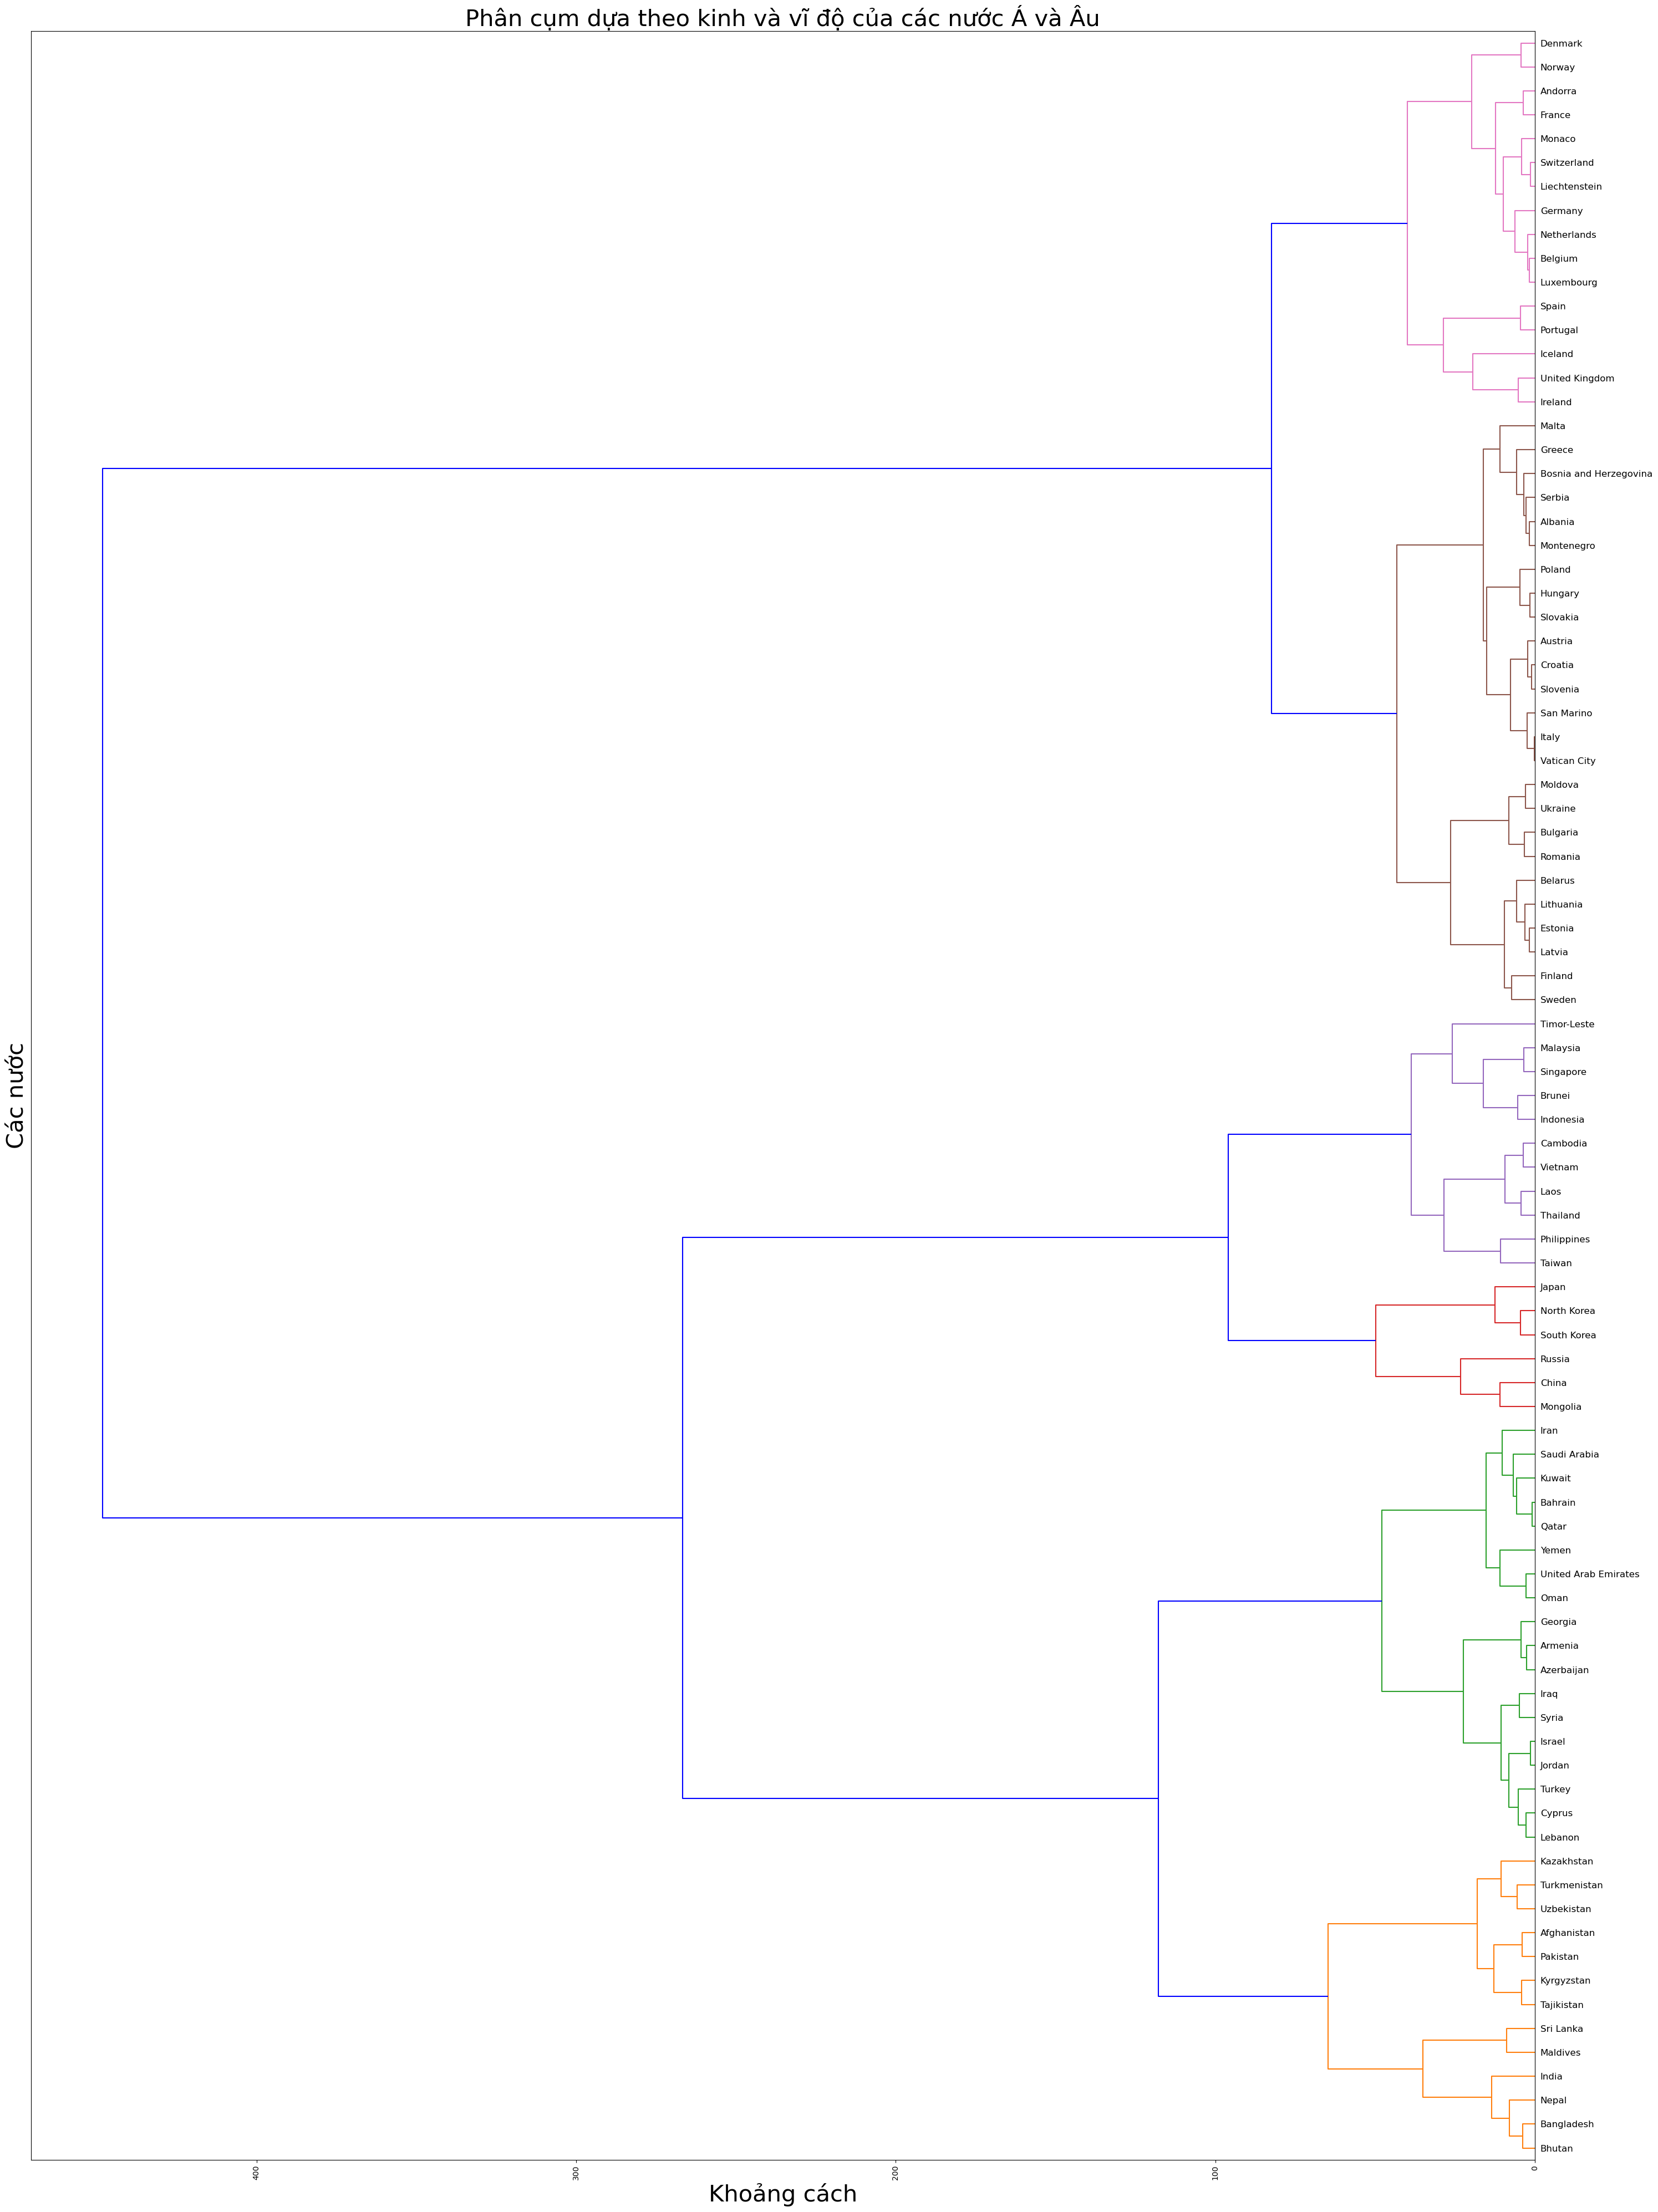 Phân cụm dựa theo kinh và vĩ độ của các nước Á và Âu
Denmark
Norway
Andorra
France
Monaco
Switzerland
Liechtenstein
Germany
Netherlands
Belgium
Luxembourg
Spain
Portugal
Iceland
United Kingdom
Ireland
Malta
Greece
Bosnia and Herzegovina
Serbia
Albania
Montenegro
Poland
Hungary
Slovakia
Austria
Croatia
Slovenia
San Marino
Italy
Vatican City
Moldova
Ukraine
Bulgaria
Romania
Belarus
Lithuania
Estonia
Latvia
Finland
Sweden
Timor-Leste
Malaysia
Singapore
Brunei
Indonesia
Cambodia
Vietnam
Laos
Thailand
Philippines
Taiwan
Japan
North Korea
South Korea
Russia
China
Mongolia
Iran
Saudi Arabia
Kuwait
Bahrain
Qatar
Yemen
United Arab Emirates
Oman
Georgia
Armenia
Azerbaijan
Iraq
Syria
Israel
Jordan
Turkey
Cyprus
Lebanon
Kazakhstan
Turkmenistan
Uzbekistan
Afghanistan
Pakistan
Kyrgyzstan
Tajikistan
Sri Lanka
Maldives
India
Nepal
Bangladesh
Bhutan
Các nước
400
300
200
100
0
Khoảng cách